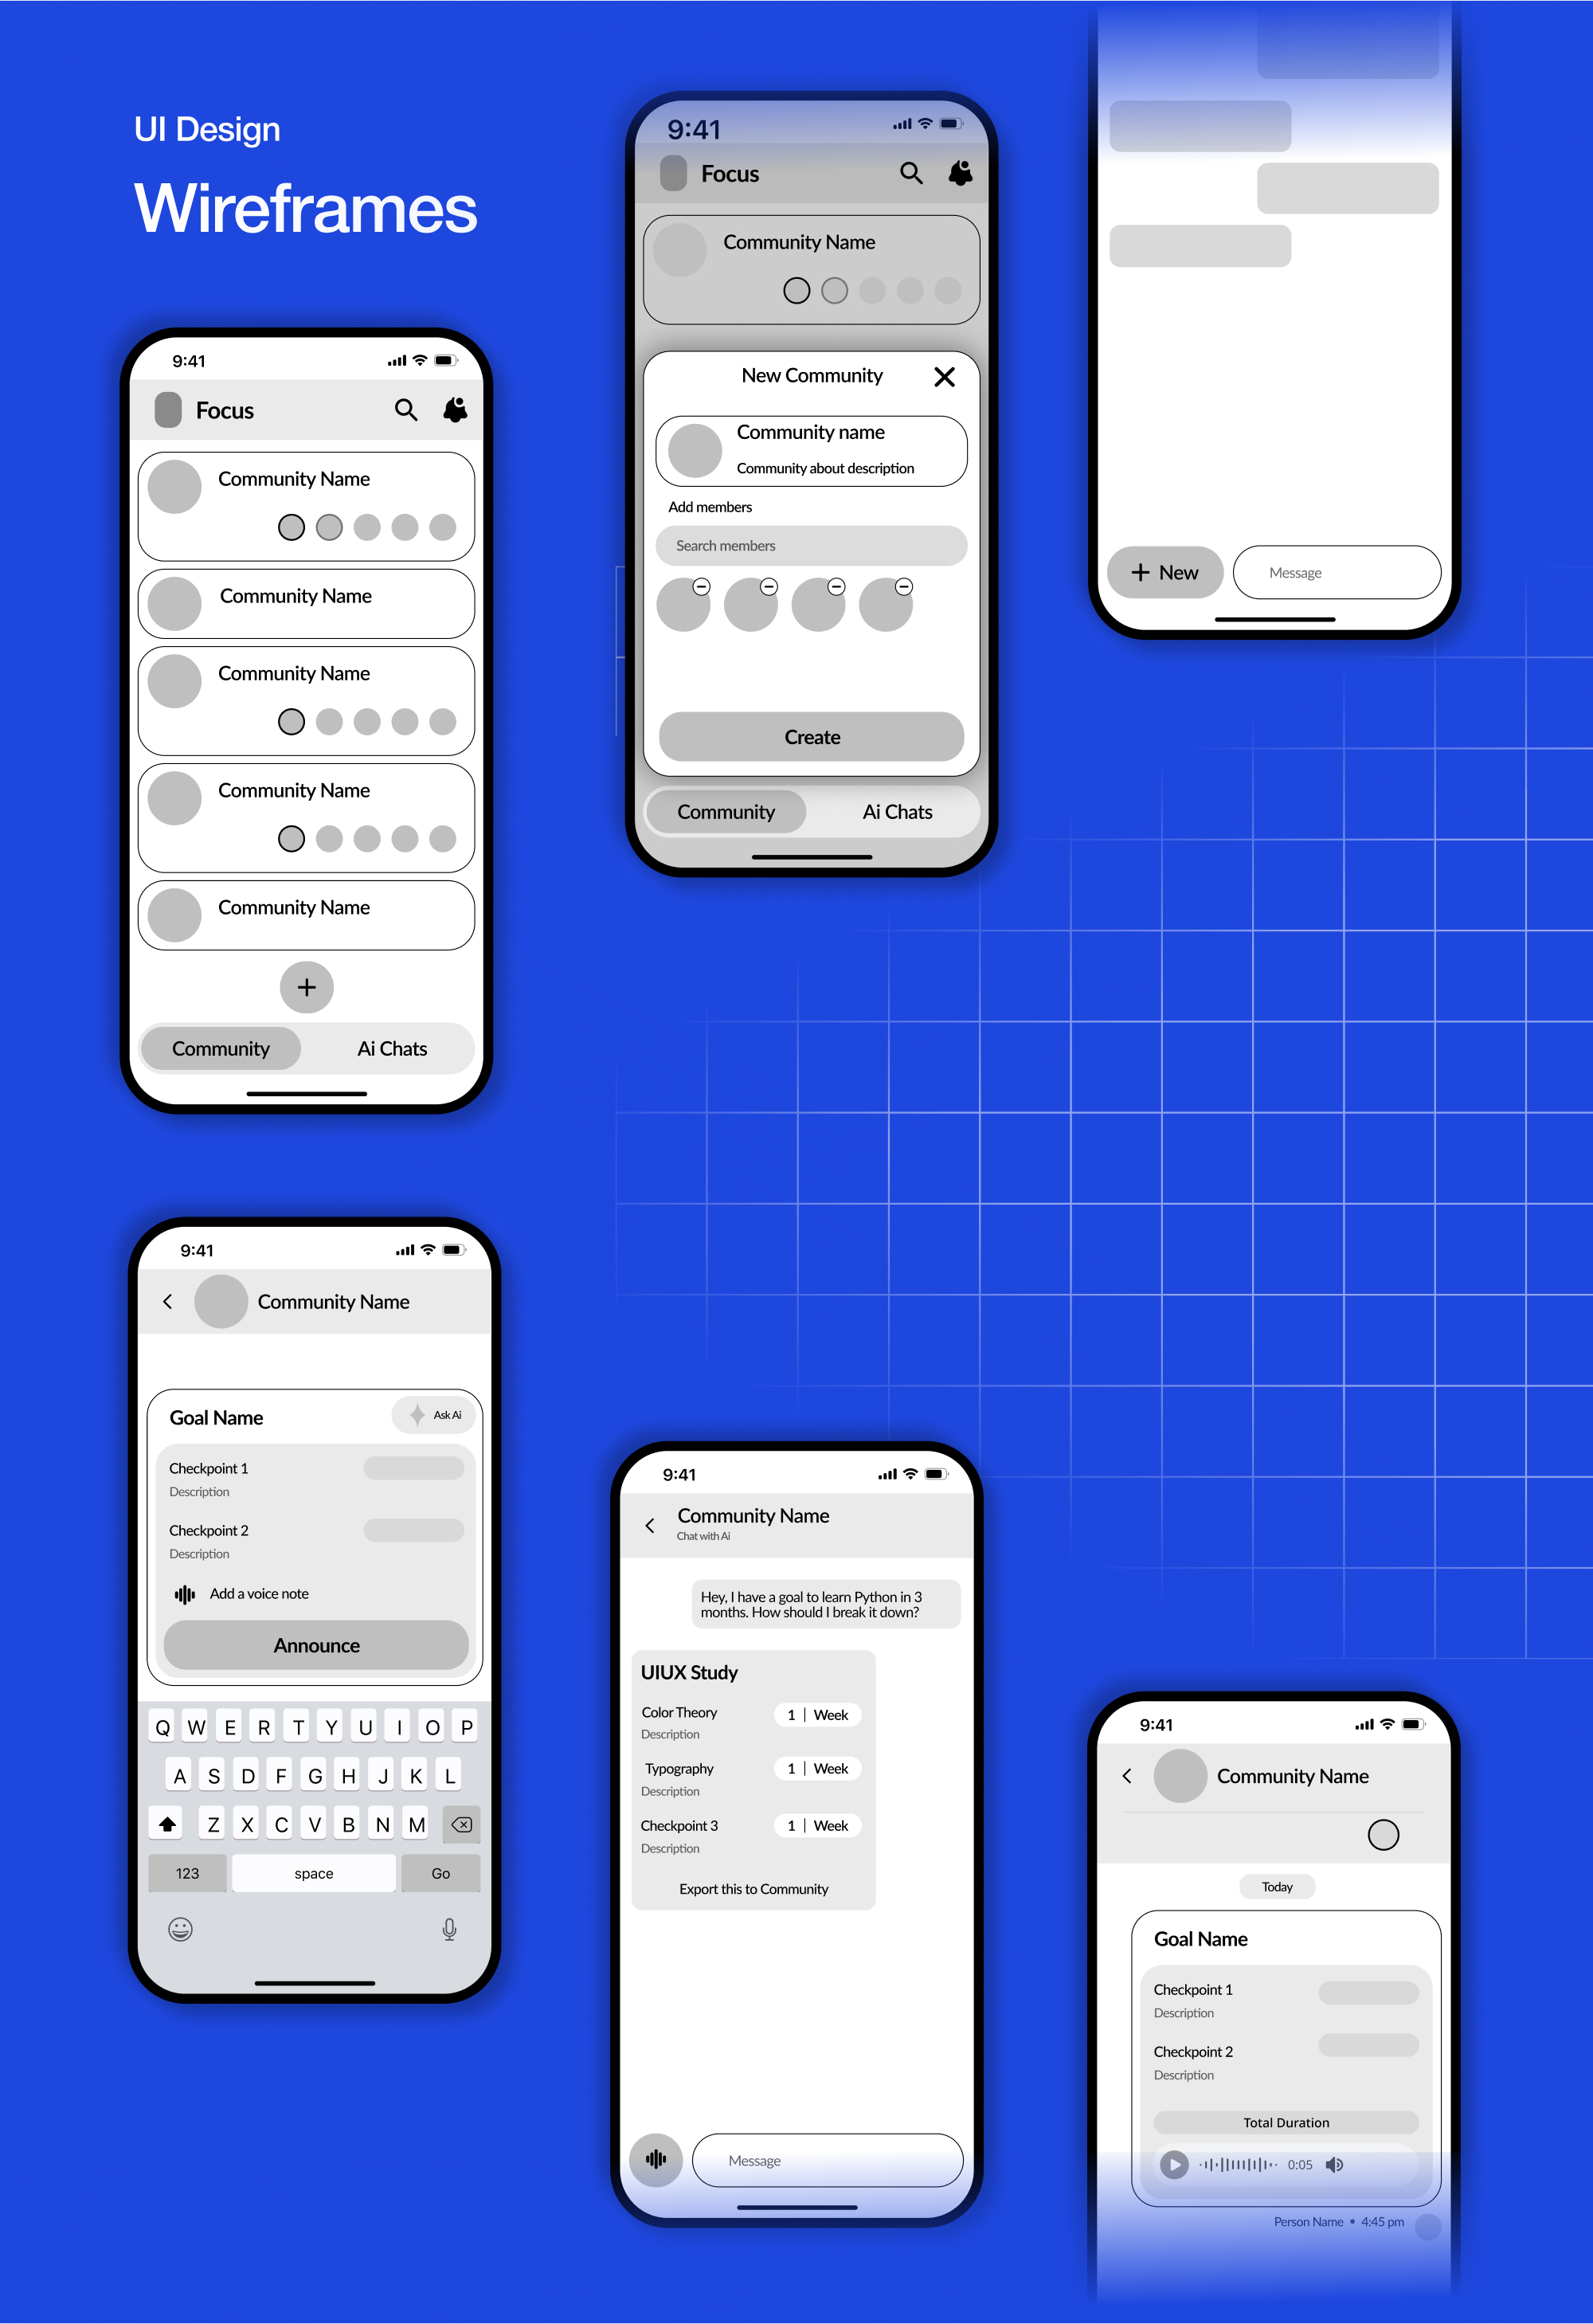 UI Design
Wireframes
9:41
Focus
Community Name
Community Name
Community Name
Community Name
Community Name
+
Community
Ai Chats
9:41
Focus
Community Name
New Community
Community name
Community about description
Add members
Search members
Create
Community
Ai Chats
+ New
Message
9:41
Community Name
Goal Name
Ask Ai
Checkpoint 1
Description
Checkpoint 2
Description
Add a voice note
Announce
Q W E R T Y U I O P
A S D F G H J K L
Z X C V B N M
123
space
Go
9:41
Community Name
Chat with Ai
Hey, I have a goal to learn Python in 3
months. How should I break it down?
UIUX Study
Color Theory
1 | Week
Description
Typography
1 | Week
Description
Checkpoint 3
1 | Week
Description
Export this to Community
Message
9:41
Community Name
Today
Goal Name
Checkpoint 1
Description
Checkpoint 2
Description
Total Duration
0:05
Person Name • 4:45 pm